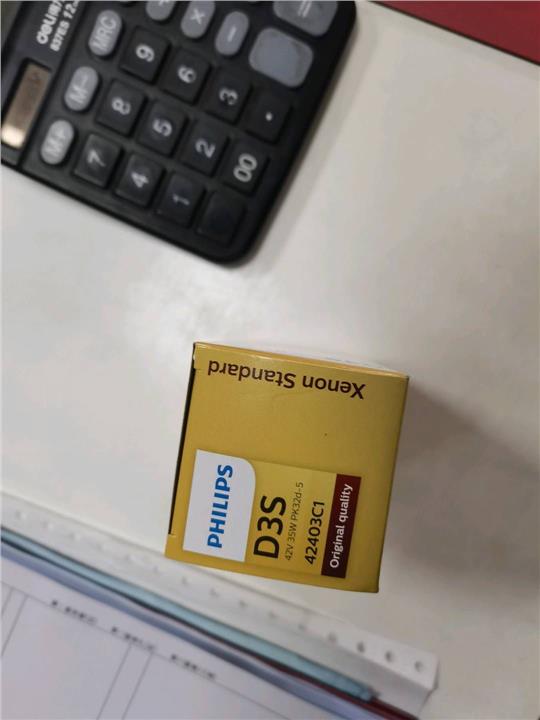 MRC
M-
M+
9
8
7
6
5
4
3
2
1
.
00
Xenon Standard
PHILIPS
D3S
42V 35W PK32d-5
42403C1
Original quality